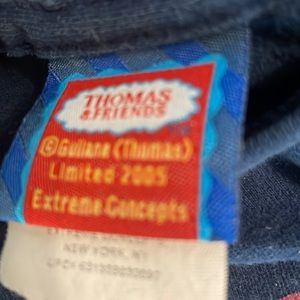 THOMAS
& FRIENDS
©Gullane (Thomas)
Limited 2005
Extreme Concepts
NEW YORK, NY